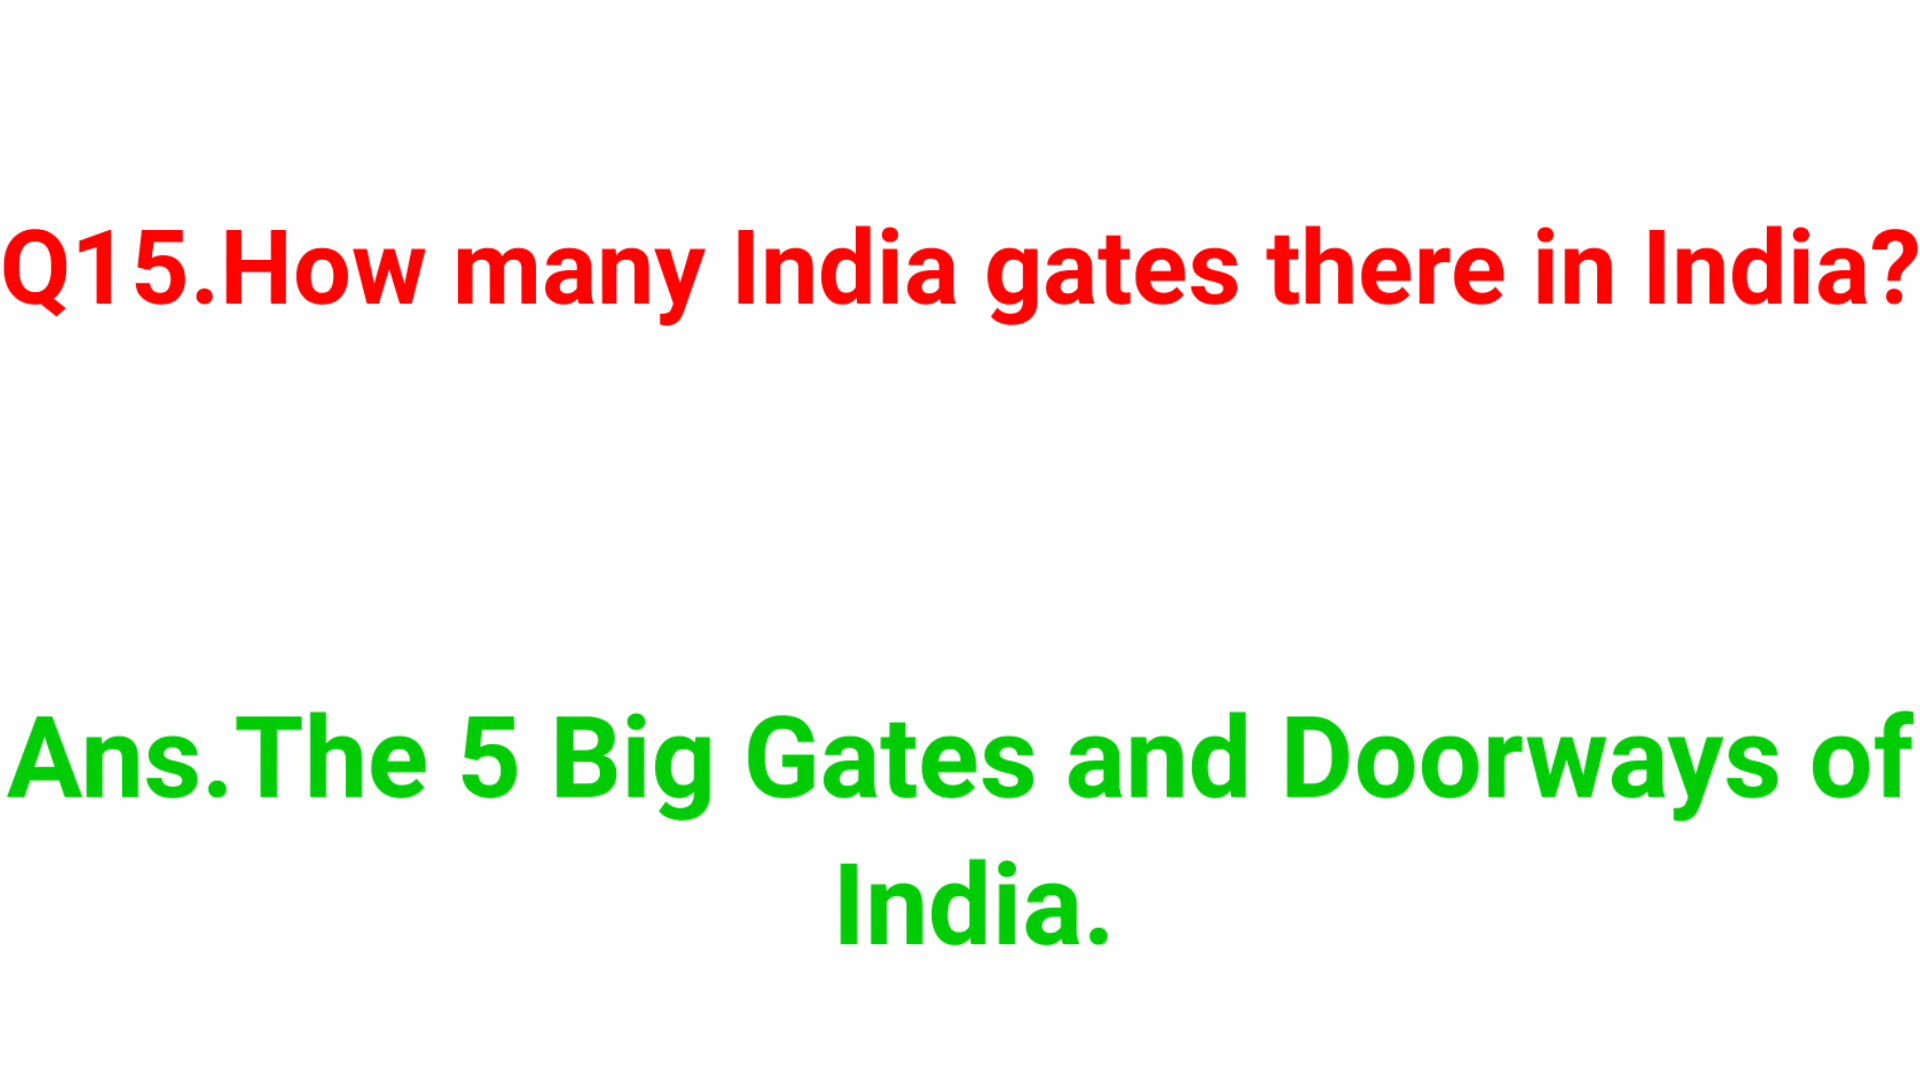 Q15.How many India gates there in India?
Ans.The 5 Big Gates and Doorways of
India.